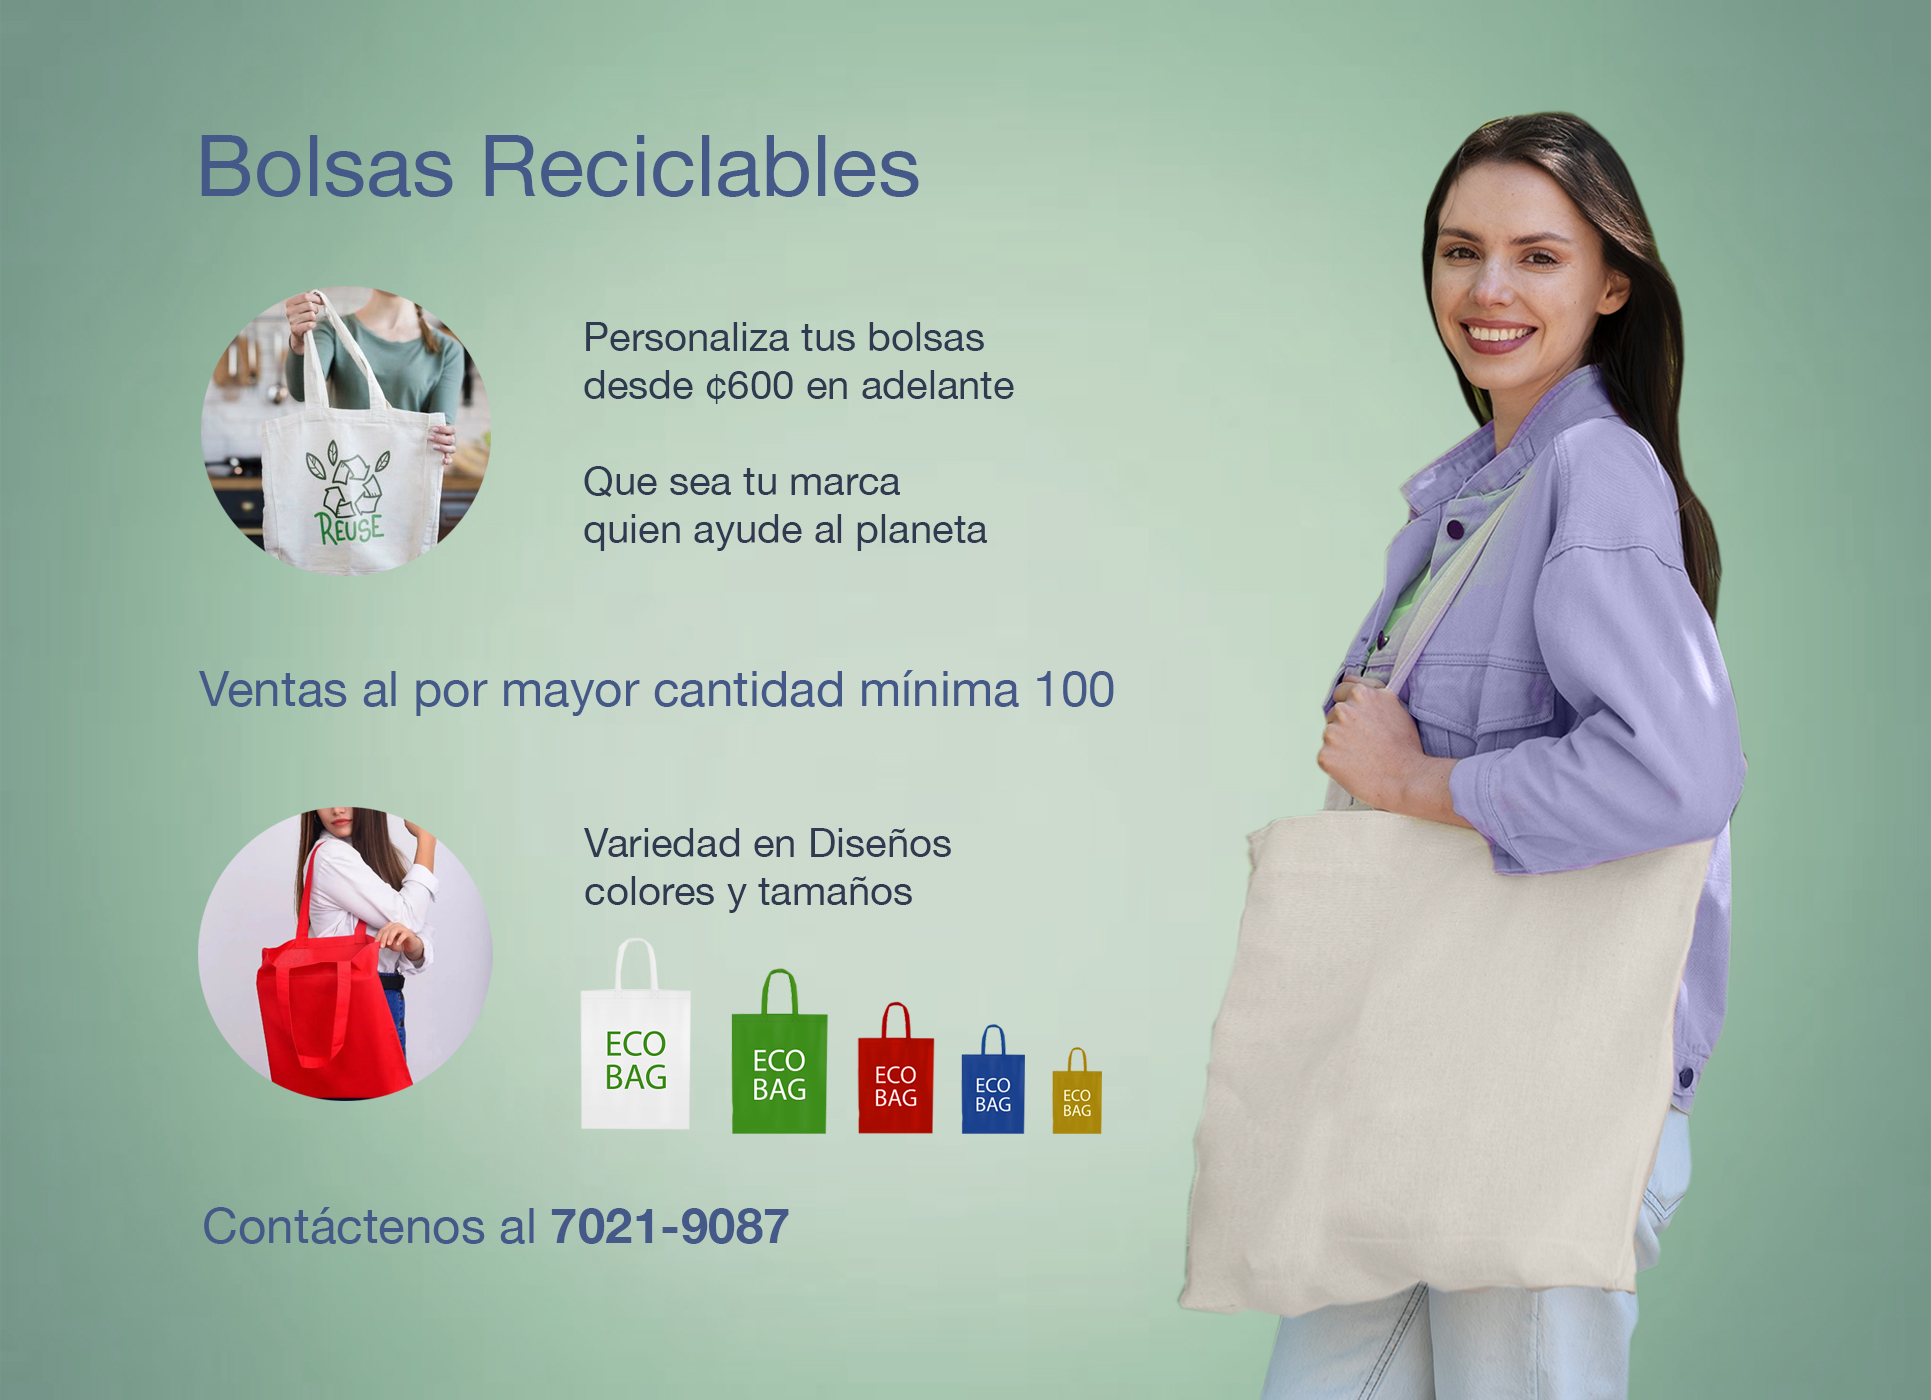 Bolsas Reciclables
REUSE
Personaliza tus bolsas
desde ¢600 en adelante
Que sea tu marca
quien ayude al planeta
Ventas al por mayor cantidad mínima 100
Variedad en Diseños
colores y tamaños
ECO
BAG
ECO
BAG
ECO
BAG
ECO
BAG
ECO
BAG
Contáctenos al 7021-9087